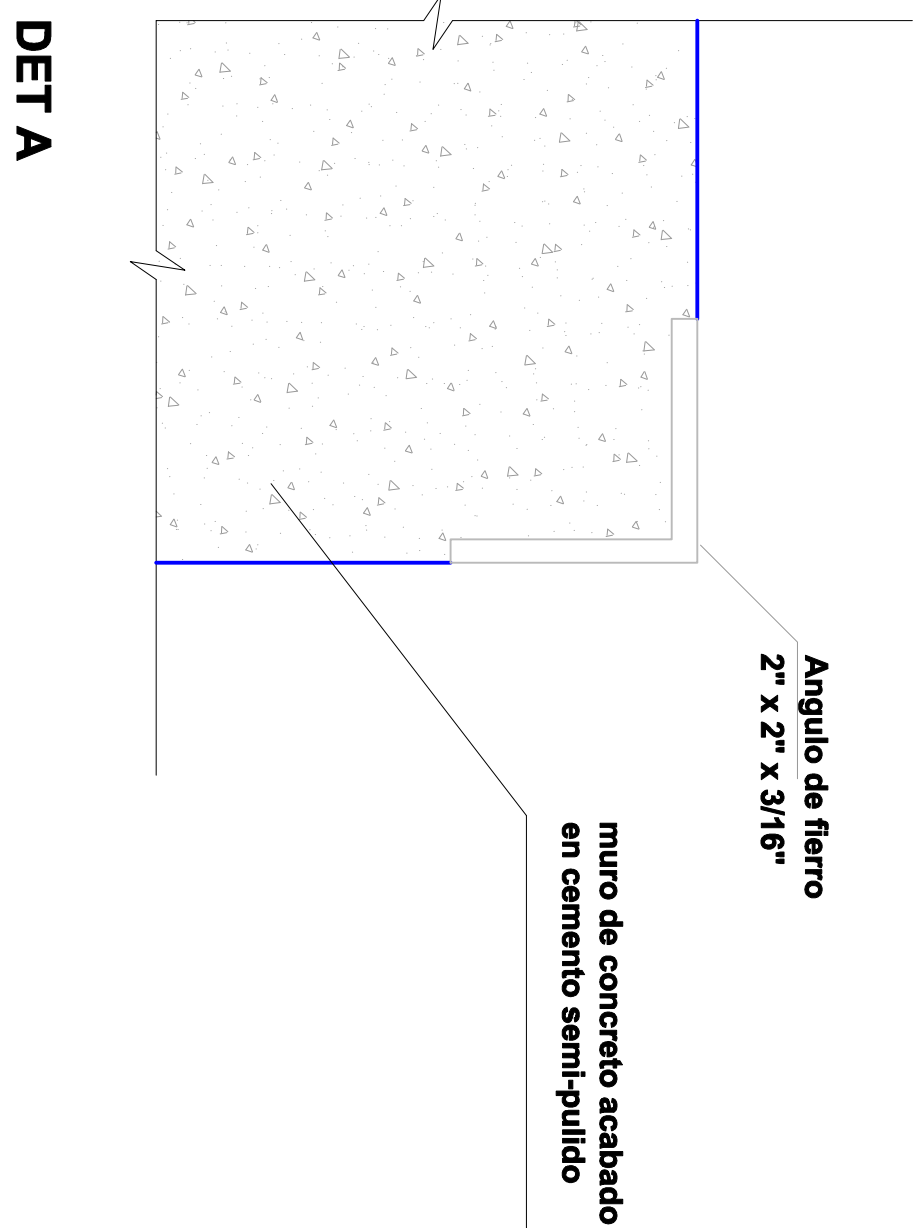 Angulo de fierro
2" x 2" x 3/16"
muro de concreto acabado
en cemento semi-pulido
DET A